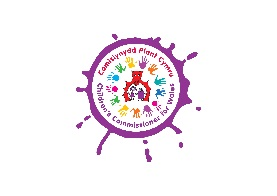 Comisiynydd Plant Cymru
Children's Commissioner for Wales